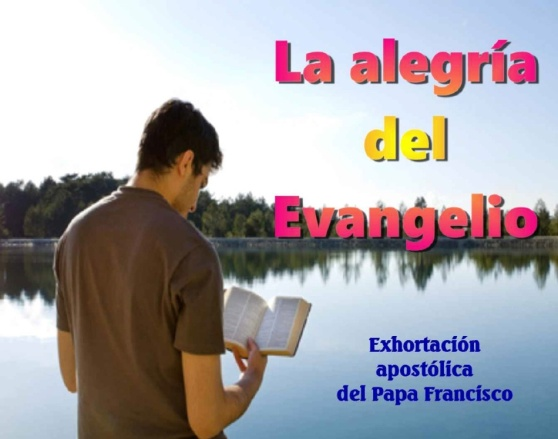 La alegría
del
Evangelio
Exhortación
apostólica
del Papa Francisco